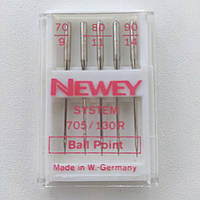 70 80 90
9 11 14
NEWEY
SYSTEM
705/130R
Ball Point
Made in W.-Germany